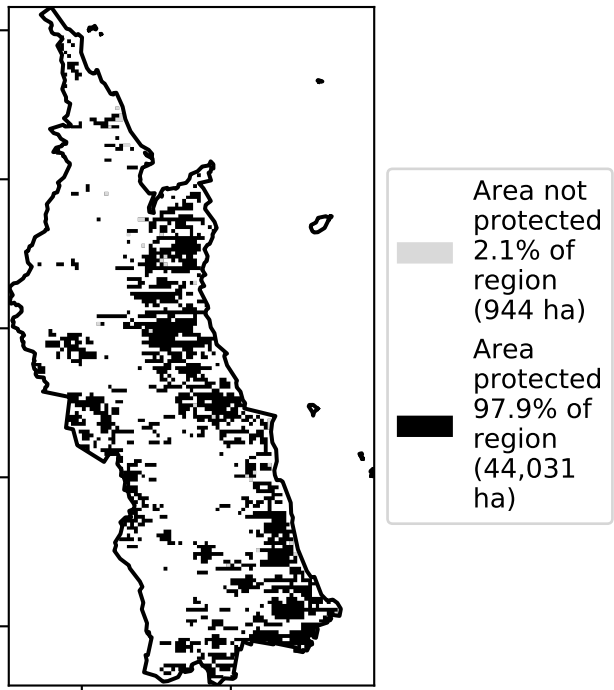 Area not
protected
2.1% of
region
(944 ha)
Area
protected
97.9% of
region
(44,031
ha)